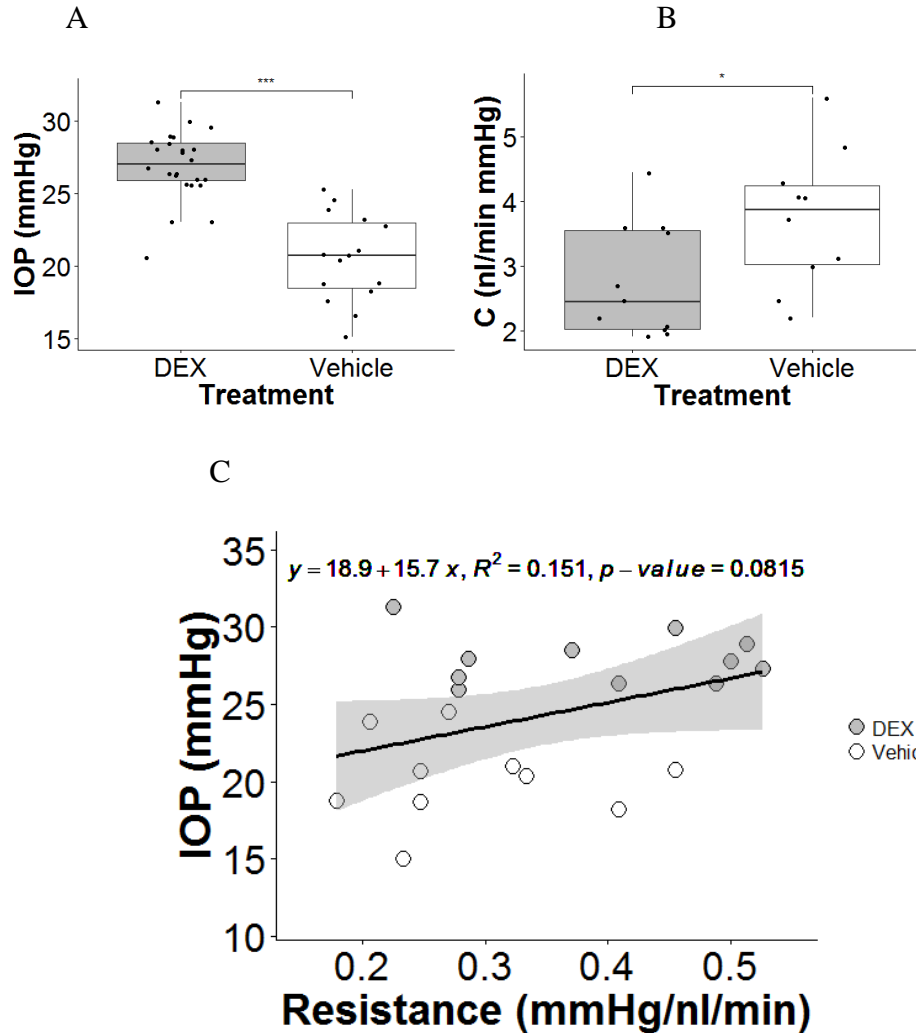 A
B
***
IOP (mmHg)
30
25
20
15
DEX
Vehicle
Treatment
*
C (nl/min mmHg)
5
4
3
2
DEX
Vehicle
Treatment
C
y = 18.9 + 15.7 x, R² = 0.151, p − value = 0.0815
IOP (mmHg)
35
30
25
20
15
10
0.2
0.3
0.4
0.5
Resistance (mmHg/nl/min)
DEX
Vehic